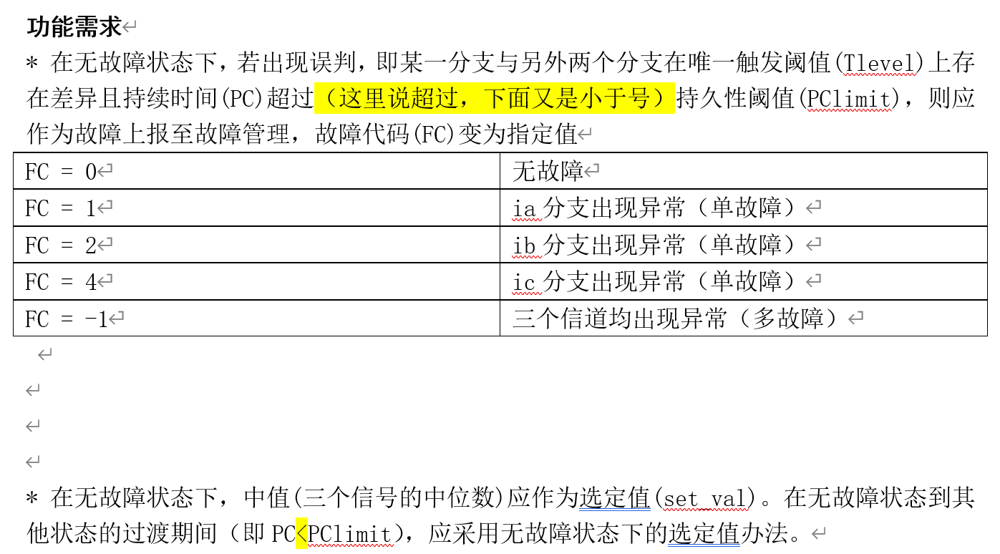 功能需求
* 在无故障状态下，若出现误判，即某一分支与另外两个分支在唯一触发阈值(Tlevel)上存
在差异且持续时间(PC)超过（这里说超过，下面又是小于号）持久性阈值(PClimit)，则应
作为故障上报至故障管理，故障代码(FC)变为指定值
FC = 0 无故障
FC = 1 ia分支出现异常（单故障）
FC = 2 ib分支出现异常（单故障）
FC = 4 ic分支出现异常（单故障）
FC = -1 三个信道均出现异常（多故障）
* 在无故障状态下，中值(三个信号的中位数)应作为选定值(set_val)。在无故障状态到其
他状态的过渡期间（即PC<PClimit），应采用无故障状态下的选定值办法。